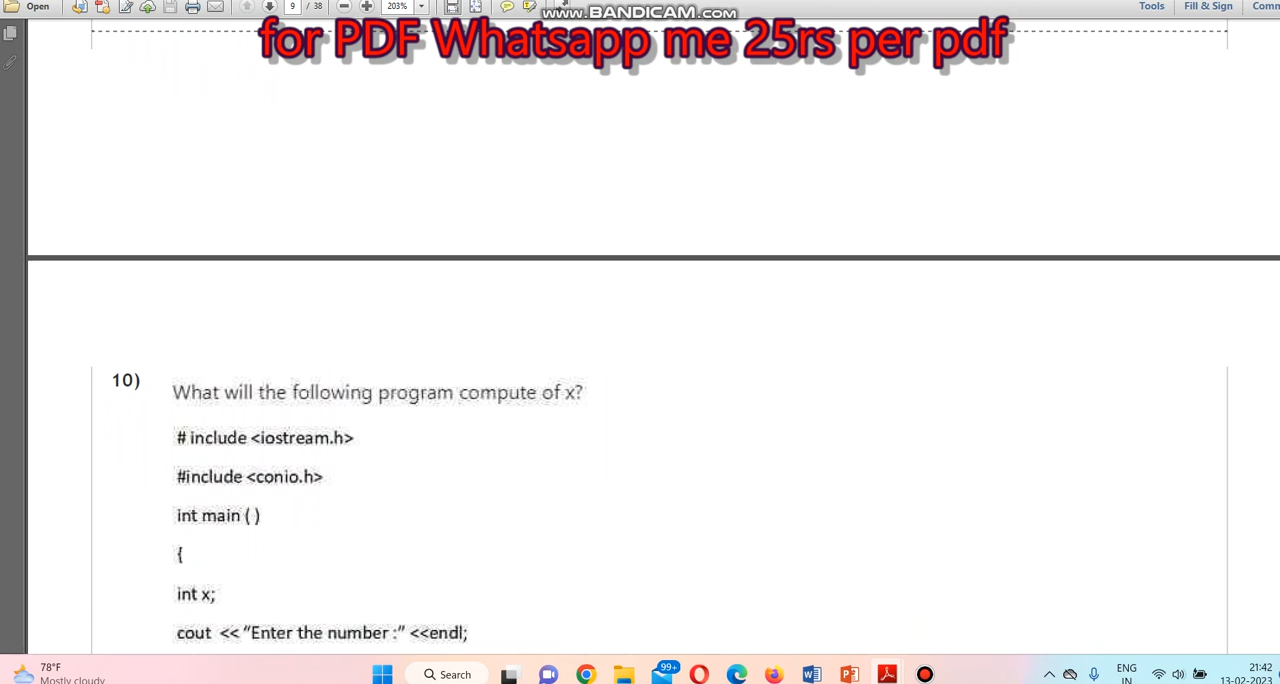 Open 9 / 38 203% Tools Fill & Sign Comm
www.BANDICAM.com
for PDF Whatsapp me 25rs per pdf
10)
What will the following program compute of x?
# include <iostream.h>
#include <conio.h>
int main ( )
{
int x;
cout << “Enter the number :” <<endl;
78°F
Mostly cloudy
Search
99+
ENG
IN
21:42
13-02-2023